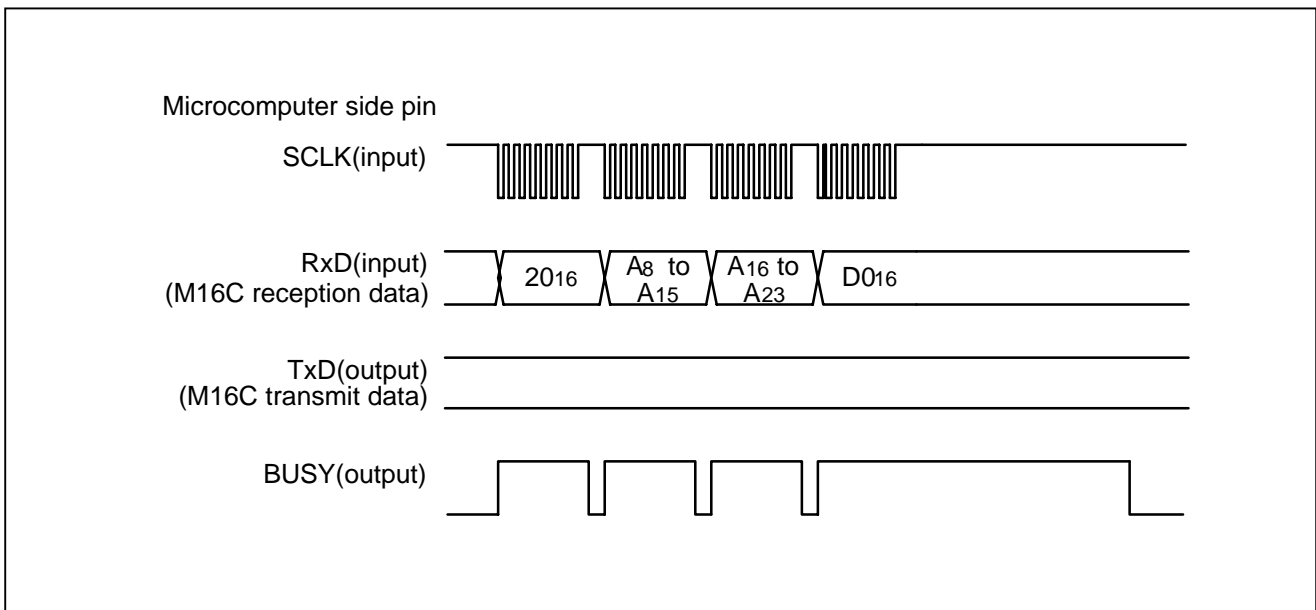 Microcomputer side pin
SCLK(input)
RxD(input)
(M16C reception data)
2016
A8 to
A15
A16 to
A23
D016
TxD(output)
(M16C transmit data)
BUSY(output)